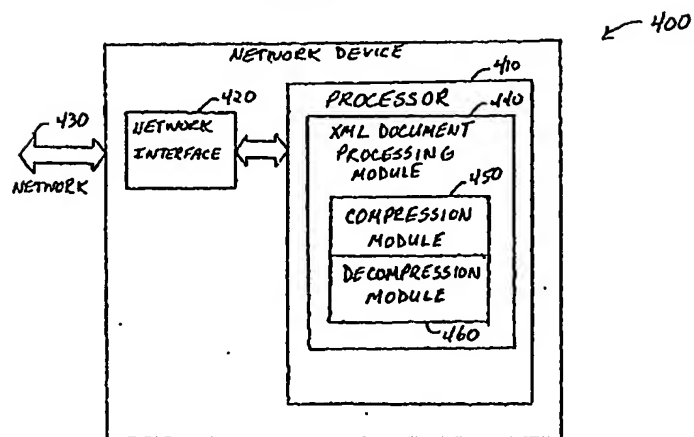 400
NETWORK DEVICE
410
PROCESSOR
420
440
430
NETWORK
INTERFACE
XML DOCUMENT
PROCESSING
MODULE
NETWORK
450
COMPRESSION
MODULE
DECOMPRESSION
MODULE
460